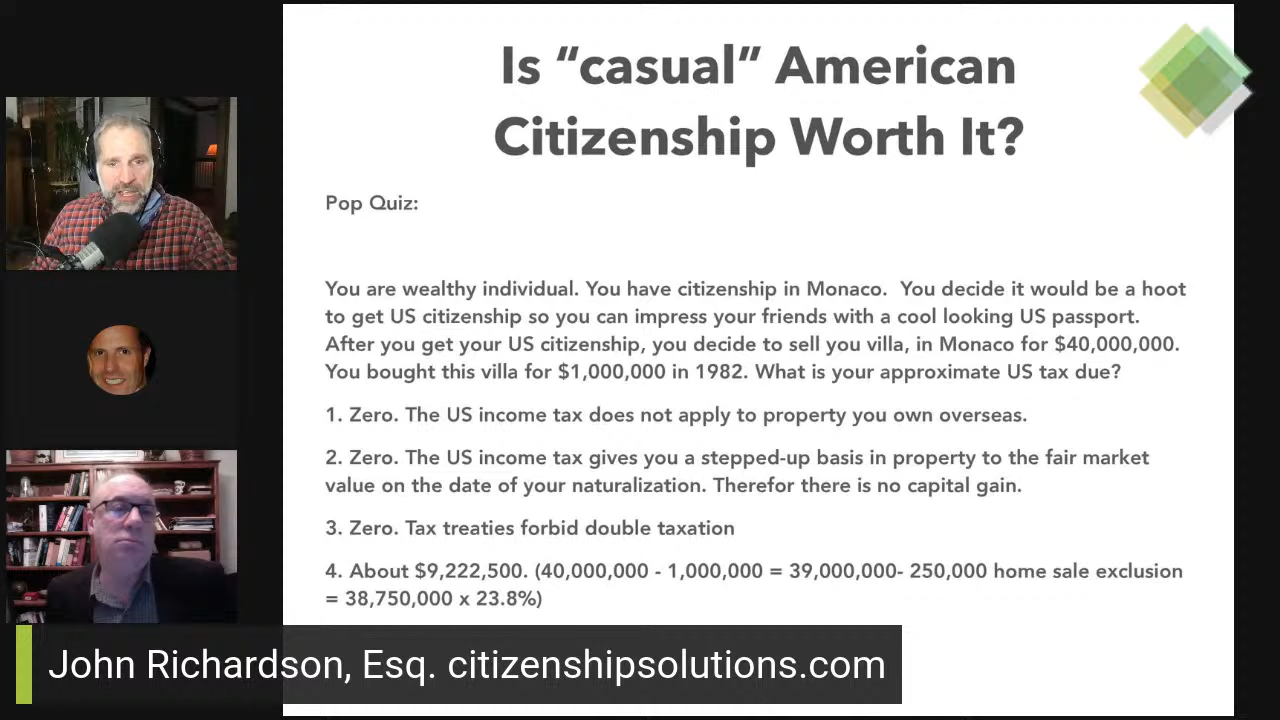 Is “casual” American
Citizenship Worth It?
Pop Quiz:
You are wealthy individual. You have citizenship in Monaco.  You decide it would be a hoot
to get US citizenship so you can impress your friends with a cool looking US passport.
After you get your US citizenship, you decide to sell you villa, in Monaco for $40,000,000.
You bought this villa for $1,000,000 in 1982. What is your approximate US tax due?
1. Zero. The US income tax does not apply to property you own overseas.
2. Zero. The US income tax gives you a stepped-up basis in property to the fair market
value on the date of your naturalization. Therefor there is no capital gain.
3. Zero. Tax treaties forbid double taxation
4. About $9,222,500. (40,000,000 - 1,000,000 = 39,000,000- 250,000 home sale exclusion
= 38,750,000 x 23.8%)
John Richardson, Esq. citizenshipsolutions.com